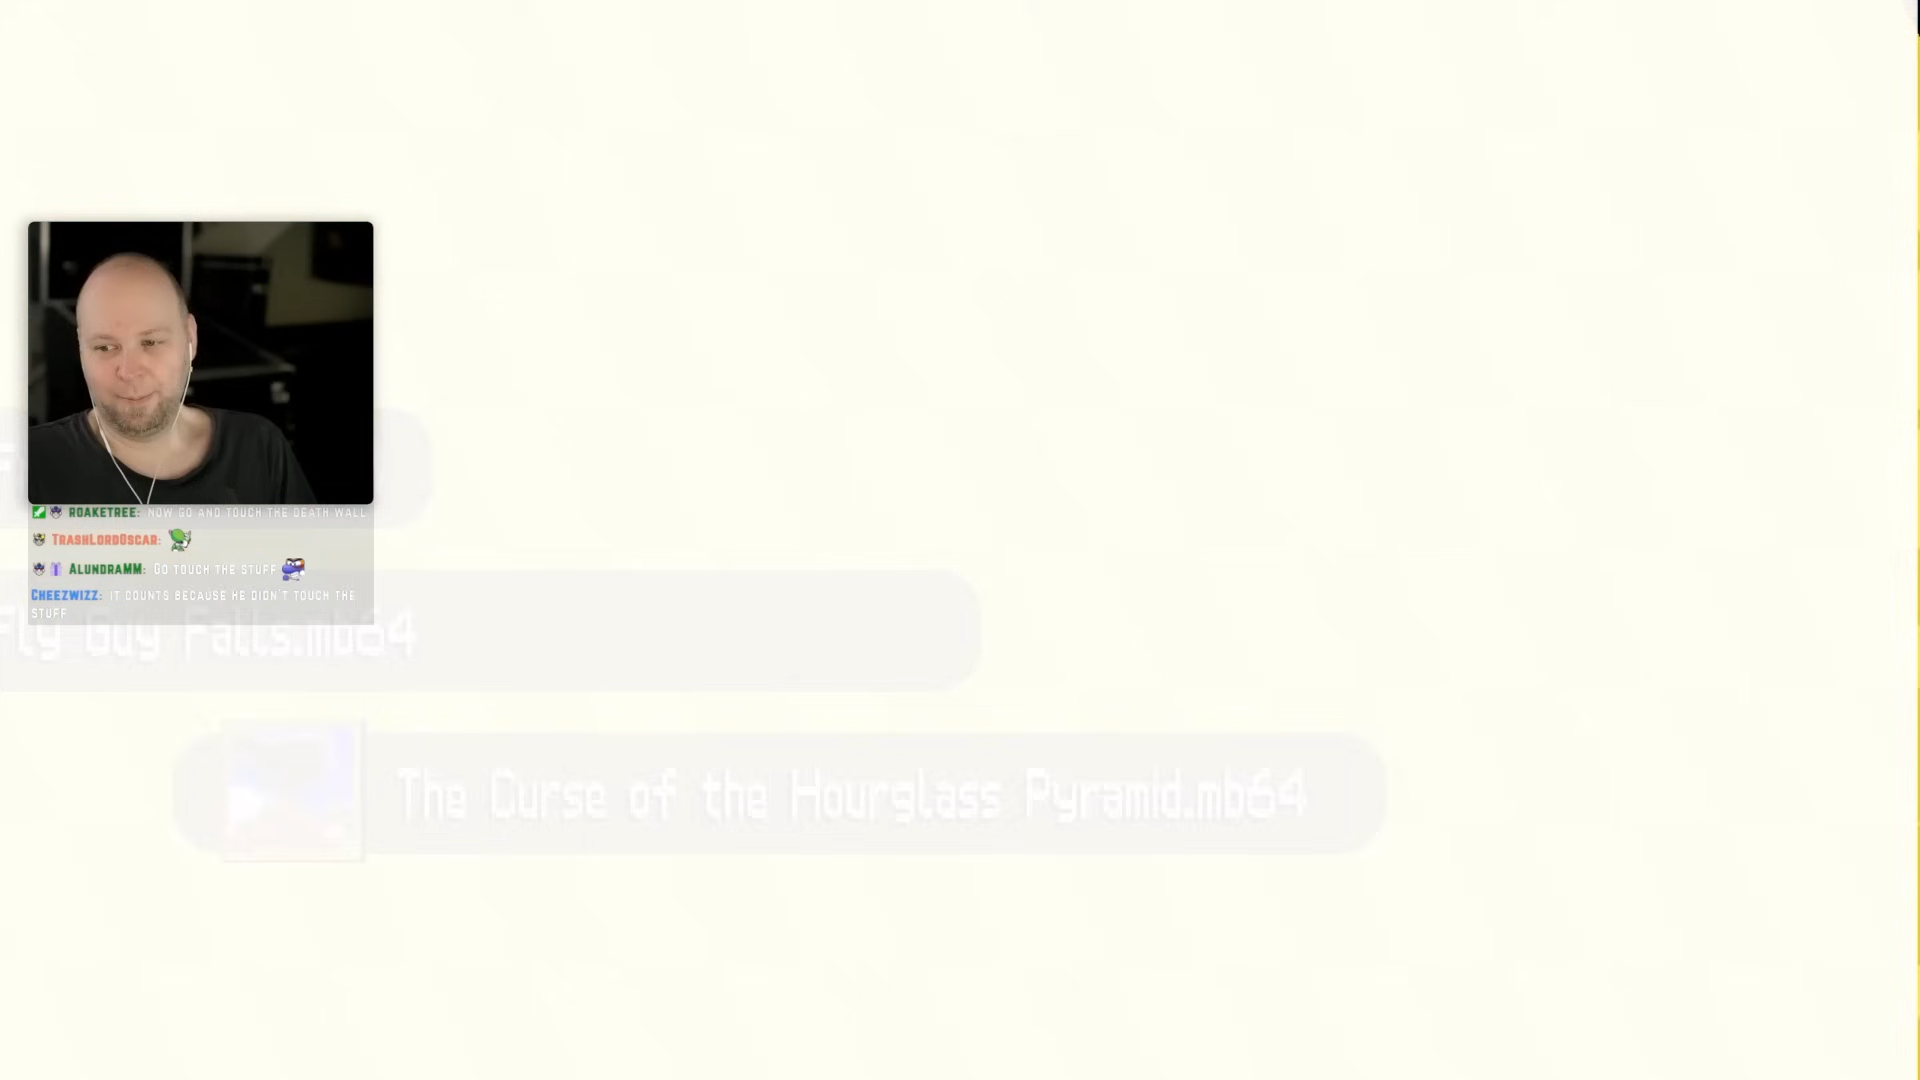 ROAKETREE: NOW GO AND TOUCH THE DEATH WALL
TRASHLORDOSCAR:
ALUNDRAMM: GO TOUCH THE STUFF
CHEEZWIZZ: IT COUNTS BECAUSE HE DIDN'T TOUCH THE
STUFF
Fly Guy Falls.mb64
The Curse of the Hourglass Pyramid.mb64